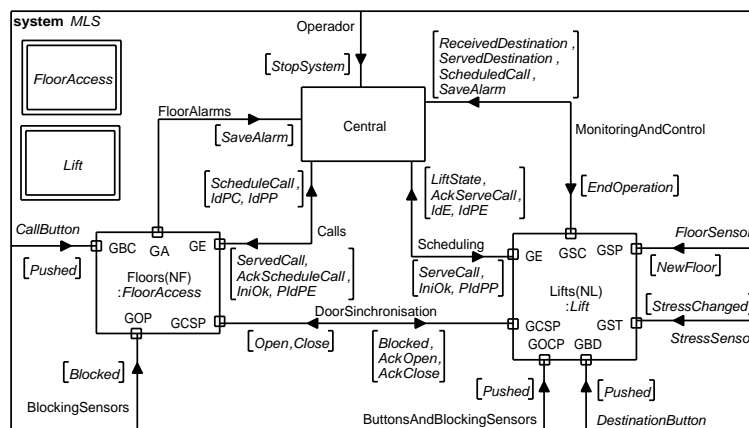 system MLS
Operador
[StopSystem]
[ReceivedDestination ,
ServedDestination ,
ScheduledCall ,
SaveAlarm]
FloorAccess
Lift
FloorAlarms
[SaveAlarm]
Central
MonitoringAndControl
[EndOperation]
[ScheduleCall ,
IdPC, IdPP]
Calls
[LiftState ,
AckServeCall ,
IdE, IdPE]
Scheduling
CallButton
[Pushed]
GBC
GA
GE
Floors(NF)
:FloorAccess
GOP
GCSP
[ServedCall ,
AckScheduleCall ,
IniOk, PIdPE]
[ServeCall ,
IniOk, PIdPP]
GE
GSC
GSP
Lifts(NL)
:Lift
GCSP
GST
GOCP
GBD
FloorSensor
[NewFloor]
[StressChanged]
StressSenso
DoorSinchronisation
[Open,Close]
[Blocked ,
AckOpen ,
AckClose]
[Blocked]
BlockingSensors
[Pushed]
ButtonsAndBlockingSensors
[Pushed]
DestinationButton